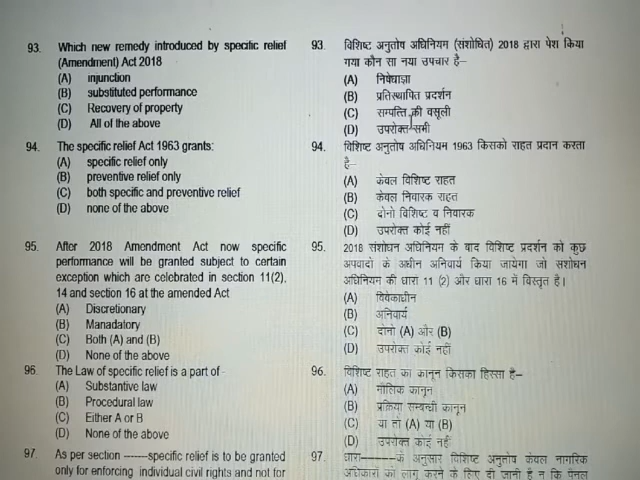 93. Which new remedy introduced by specific relief
(Amendment) Act 2018
(A) injunction
(B) substituted performance
(C) Recovery of property
(D) All of the above
94. The specific relief Act 1963 grants:
(A) specific relief only
(B) preventive relief only
(C) both specific and preventive relief
(D) none of the above
95. After 2018 Amendment Act now specific
performance will be granted subject to certain
exception which are celebrated in section 11(2).
14 and section 16 at the amended Act
(A) Discretionary
(B) Manadatory
(C) Both (A) and (B)
(D) None of the above
96. The Law of specific relief is a part of
(A) Substantive law
(B) Procedural law
(C) Either A or B
(D) None of the above
97. As per section -------specific relief is to be granted
only for enforcing individual civil rights and not for
93. विशिष्ट अनुतोष अधिनियम (संशोधित) 2018 द्वारा पेश किया
गया कौन सा नया उपचार है–
(A) निषेधाज्ञा
(B) प्रतिस्थापित प्रदर्शन
(C) सम्पत्ति की वसूली
(D) उपरोक्त सभी
94. विशिष्ट अनुतोष अधिनियम 1963 किसको राहत प्रदान करता
है–
(A) केवल विशिष्ट राहत
(B) केवल निवारक राहत
(C) दोनो विशिष्ट व निवारक
(D) उपरोक्त कोई नहीं
95. 2018 संशोधन अधिनियम के बाद विशिष्ट प्रदर्शन को कुछ
अपवादों के अधीन अनिवार्य किया जायेगा जो संशोधन
अधिनियम की धारा 11 (2) और धारा 16 में विस्तृत है।
(A) विवेकाधीन
(B) अनिवार्य
(C) दोनो (A) और (B)
(D) उपरोक्त कोई नहीं
96. विशिष्ट राहत का कानून किसका हिस्सा है–
(A) मौलिक कानून
(B) प्रक्रिया सम्बन्धी कानून
(C) या तो (A) या (B)
(D) उपरोक्त कोई नहीं
97. धारा-------के अनुसार विशिष्ट अनुतोष केवल नागरिक
अधिकारों को लागू करने के लिए दी जाती है न कि पैनल